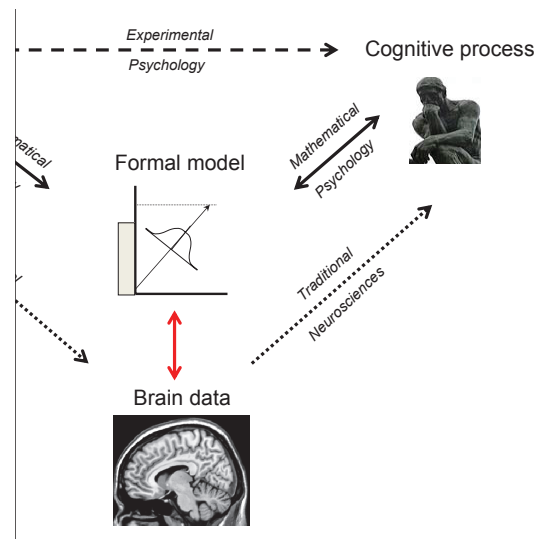 Experimental
Psychology
Cognitive process
Mathematical
Psychology
Formal model
Traditional
Neurosciences
Brain data